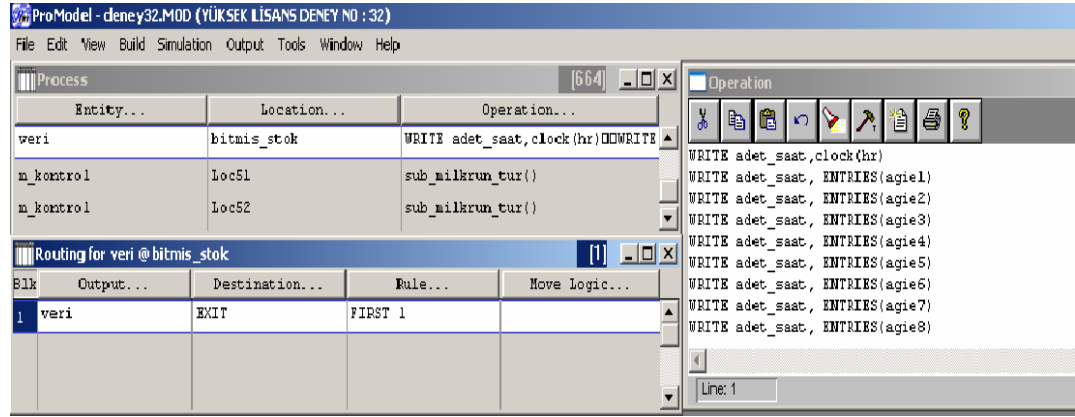 ProModel - deney32.MOD (YÜKSEK LİSANS DENEY NO : 32)
File Edit View Build Simulation Output Tools Window Help
Process [664]
Entity... Location... Operation...
veri bitmis_stok WRITE adet_saat,clock(hr)□□WRITE
m_kontrol Loc51 sub_milkrun_tur()
m_kontrol Loc52 sub_milkrun_tur()
Routing for veri @ bitmis_stok [1]
Blk Output... Destination... Rule... Move Logic...
1 veri EXIT FIRST 1
Operation
WRITE adet_saat,clock(hr)
WRITE adet_saat, ENTRIES(agie1)
WRITE adet_saat, ENTRIES(agie2)
WRITE adet_saat, ENTRIES(agie3)
WRITE adet_saat, ENTRIES(agie4)
WRITE adet_saat, ENTRIES(agie5)
WRITE adet_saat, ENTRIES(agie6)
WRITE adet_saat, ENTRIES(agie7)
WRITE adet_saat, ENTRIES(agie8)
Line: 1